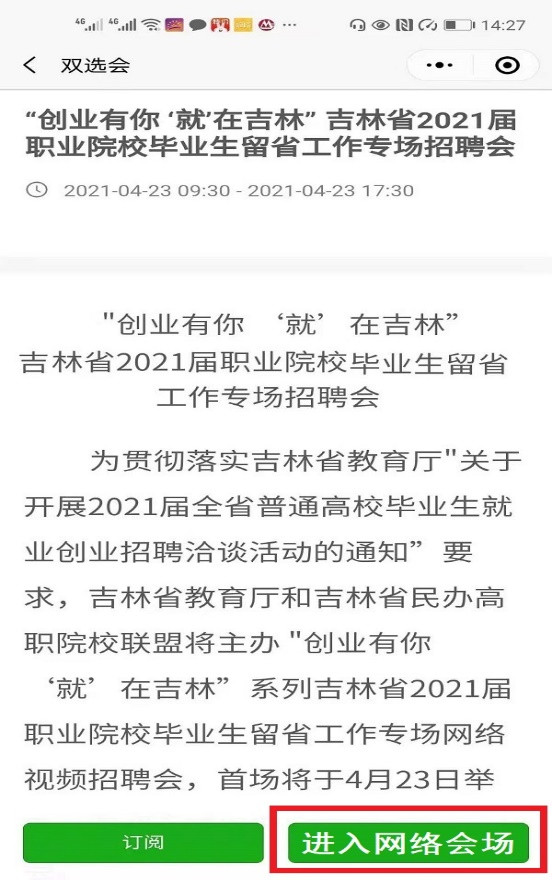 4G 4G 14:27
双选会
“创业有你 ‘就’在吉林” 吉林省2021届
职业院校毕业生留省工作专场招聘会
2021-04-23 09:30 - 2021-04-23 17:30
"创业有你 ‘就’ 在吉林”
吉林省2021届职业院校毕业生留省
工作专场招聘会
为贯彻落实吉林省教育厅"关于
开展2021届全省普通高校毕业生就
业创业招聘洽谈活动的通知” 要
求，吉林省教育厅和吉林省民办高
职院校联盟将主办 "创业有你
‘就’ 在吉林” 系列吉林省2021届
职业院校毕业生留省工作专场网络
视频招聘会，首场将于4月23日举
订阅
进入网络会场